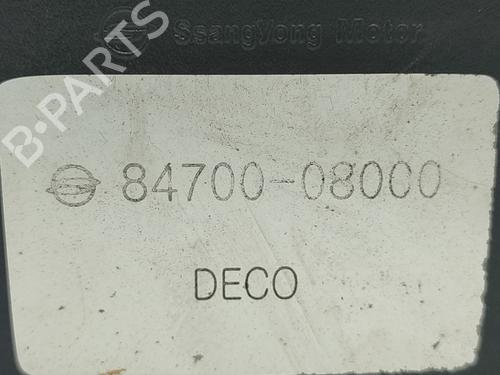 SsangYong Motor
84700-08000
DECO
B-PARTS